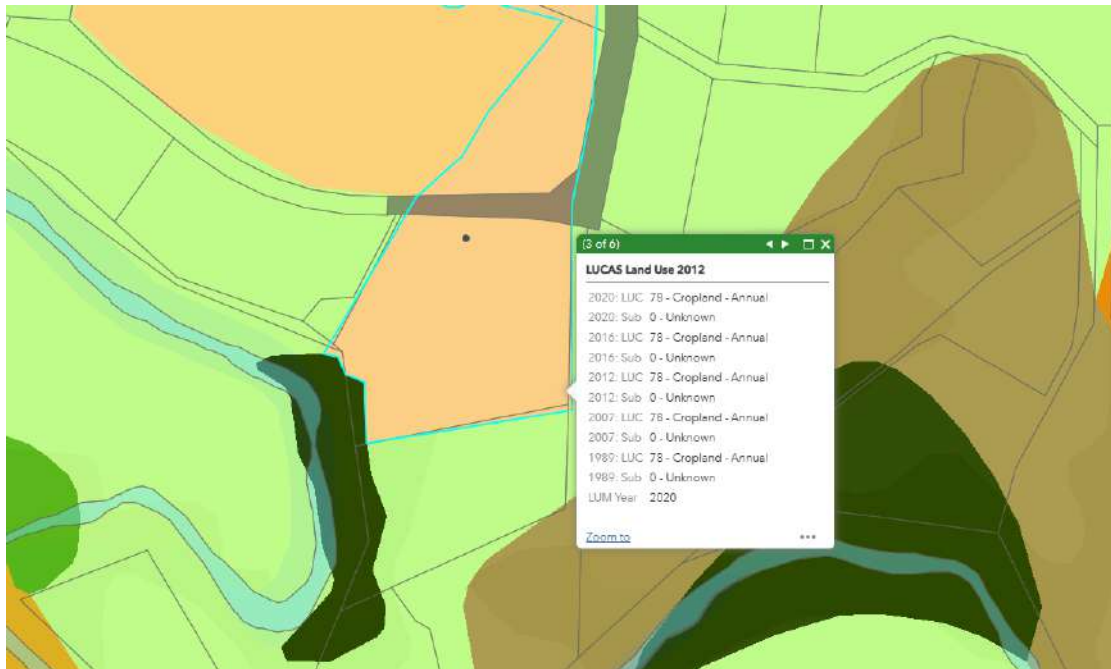 (3 of 6)
LUCAS Land Use 2012
2020: LUC 78 - Cropland - Annual
2020: Sub 0 - Unknown
2016: LUC 78 - Cropland - Annual
2016: Sub 0 - Unknown
2012: LUC 78 - Cropland - Annual
2012: Sub 0 - Unknown
2007: LUC 78 - Cropland - Annual
2007: Sub 0 - Unknown
1989: LUC 78 - Cropland - Annual
1989: Sub 0 - Unknown
LUM Year 2020
Zoom to